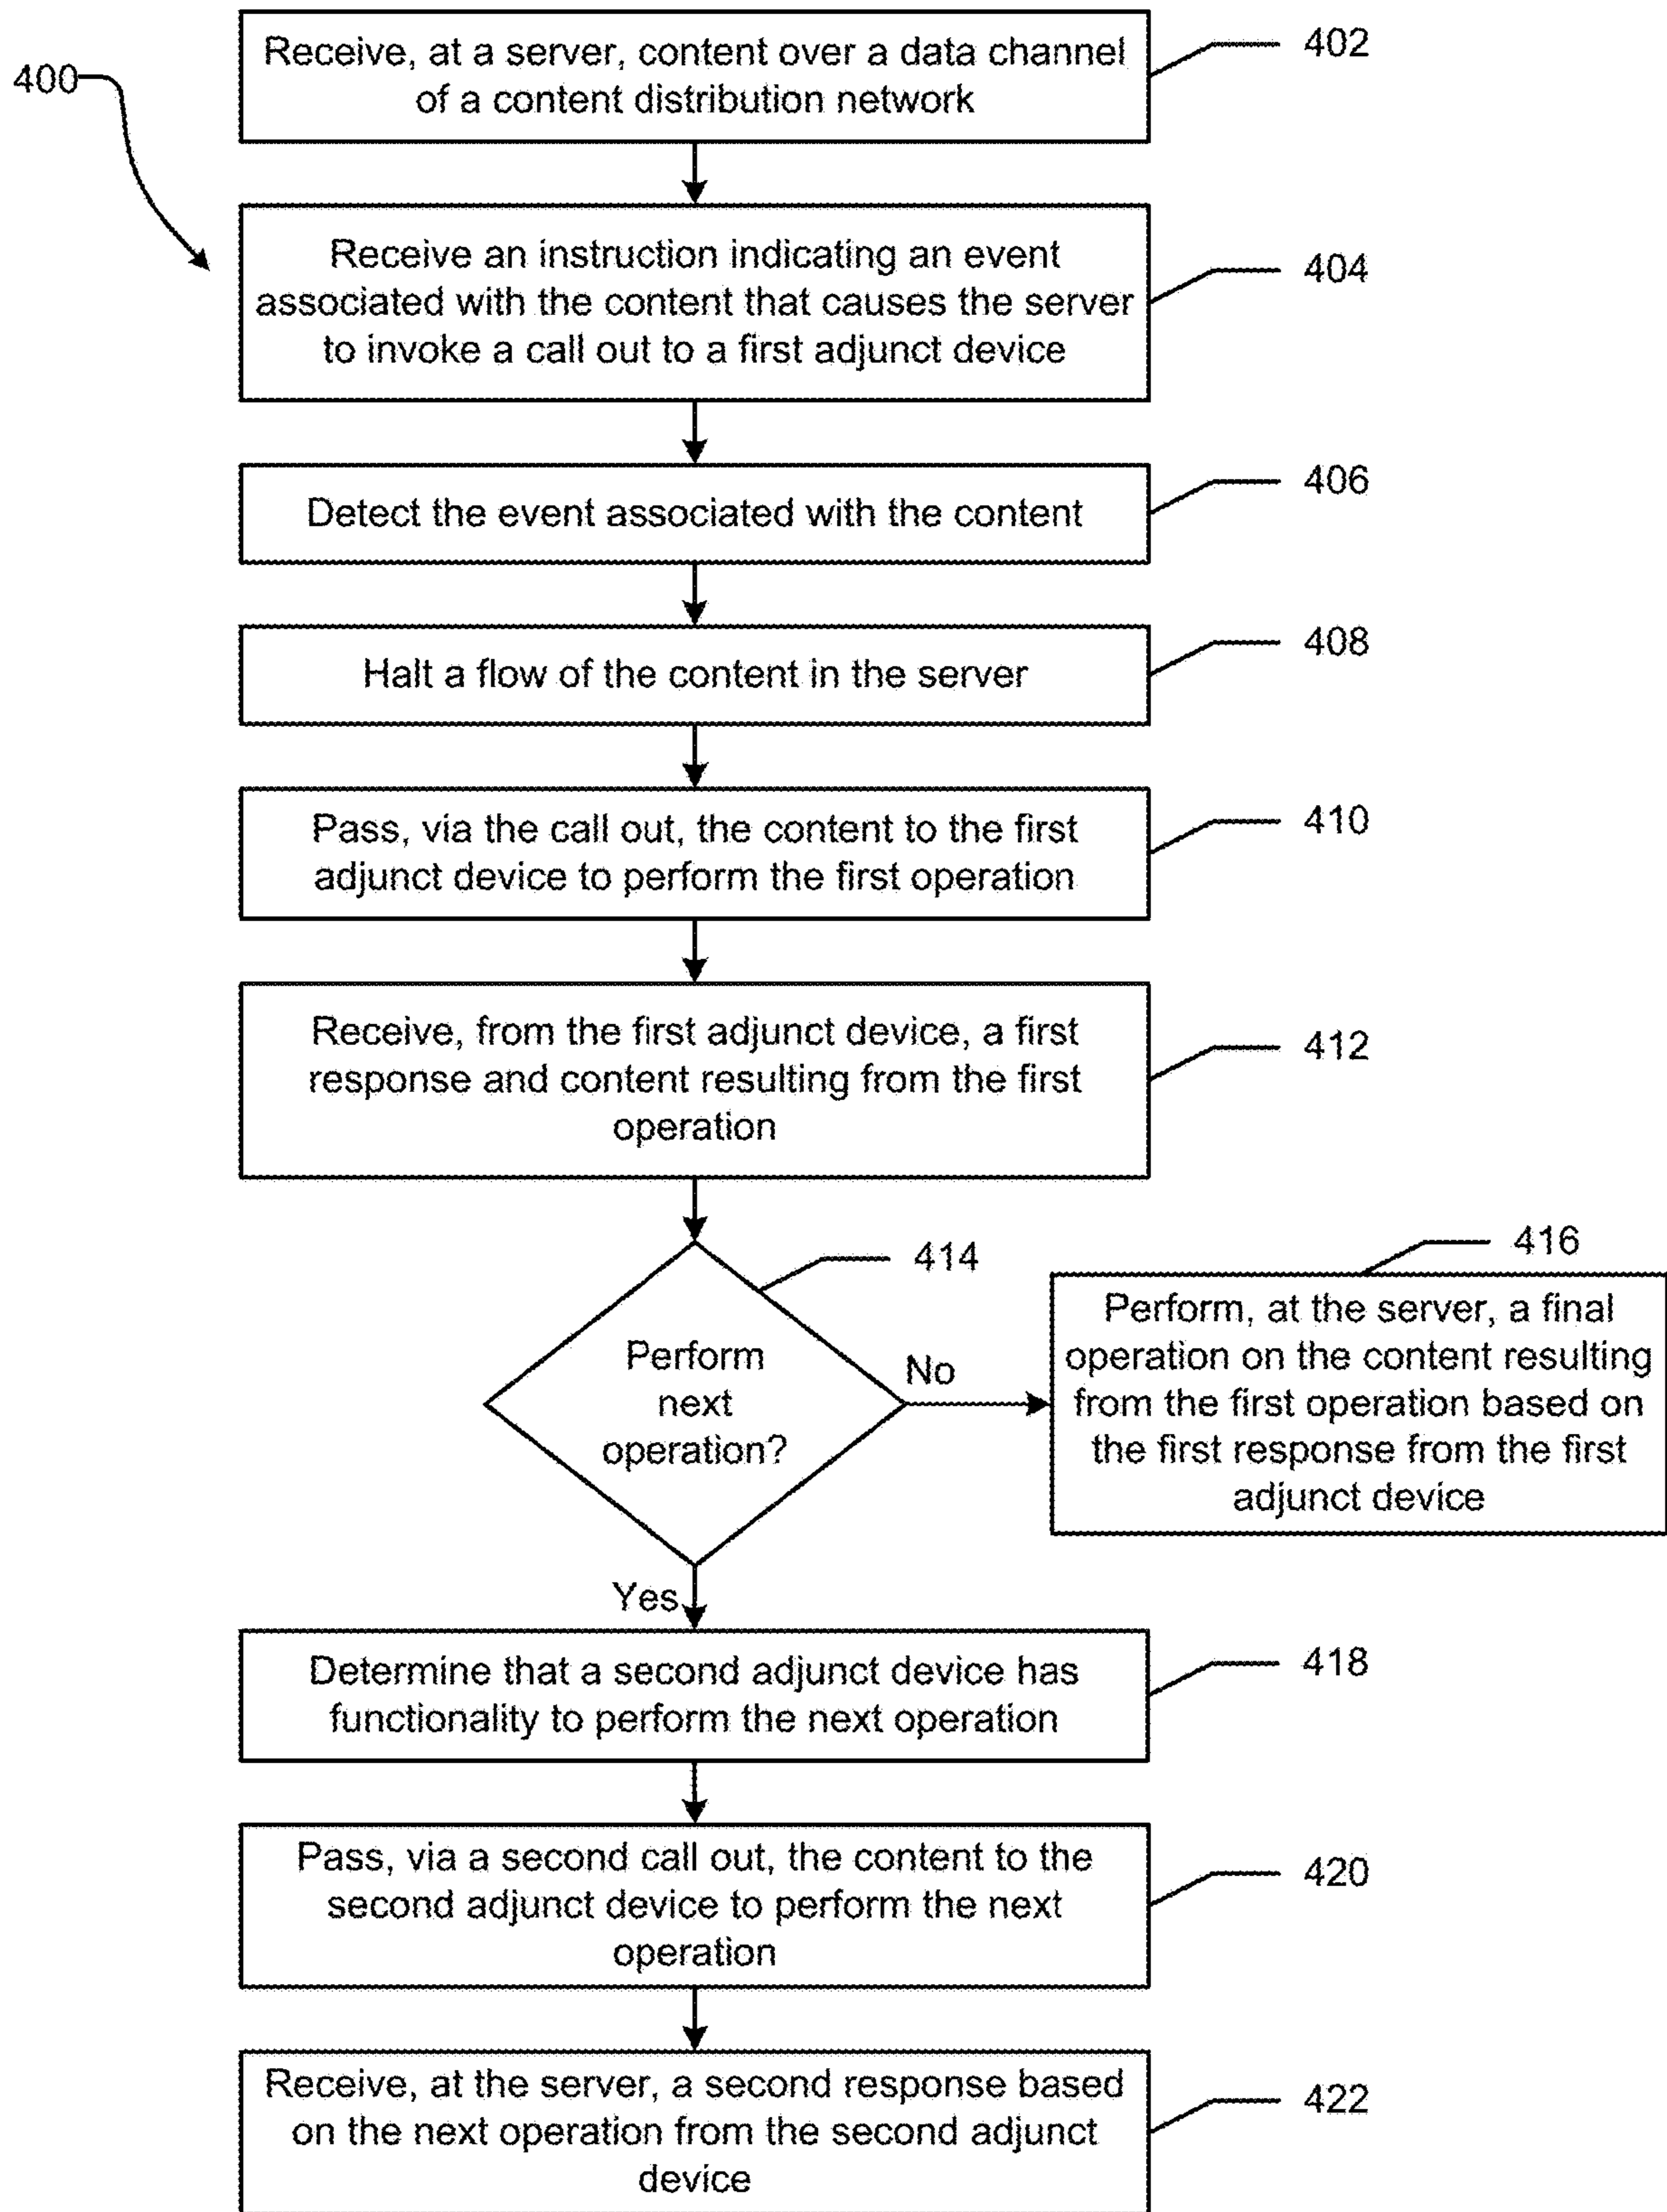 400
Receive, at a server, content over a data channel
of a content distribution network
402
Receive an instruction indicating an event
associated with the content that causes the server
to invoke a call out to a first adjunct device
404
Detect the event associated with the content
406
Halt a flow of the content in the server
408
Pass, via the call out, the content to the first
adjunct device to perform the first operation
410
Receive, from the first adjunct device, a first
response and content resulting from the first
operation
412
Perform
next
operation?
414
No
416
Perform, at the server, a final
operation on the content resulting
from the first operation based on
the first response from the first
adjunct device
Yes
Determine that a second adjunct device has
functionality to perform the next operation
418
Pass, via a second call out, the content to the
second adjunct device to perform the next
operation
420
Receive, at the server, a second response based
on the next operation from the second adjunct
device
422